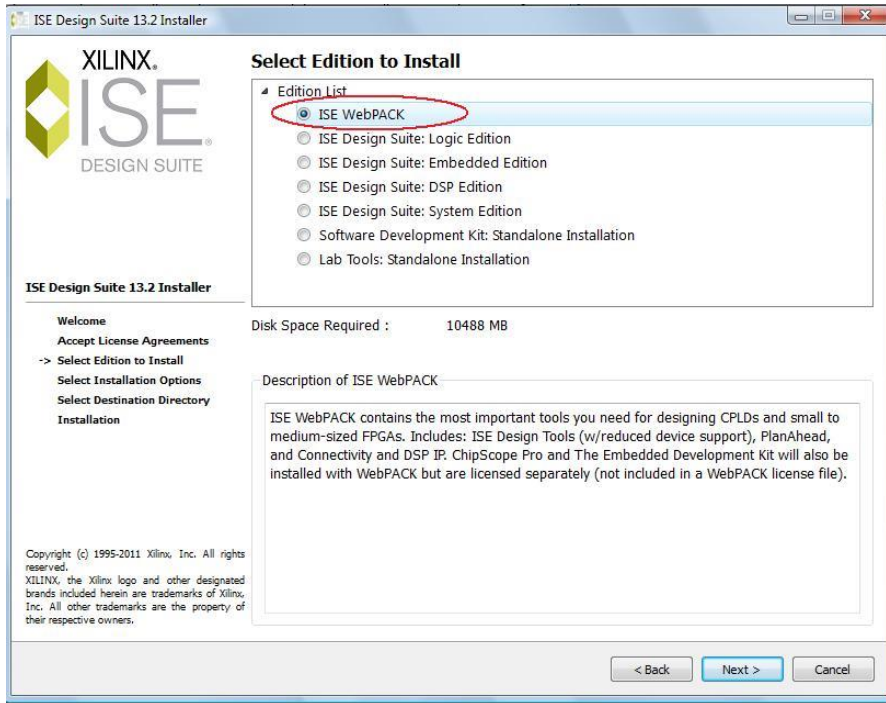 ISE Design Suite 13.2 Installer
XILINX®
ISE®
DESIGN SUITE
ISE Design Suite 13.2 Installer
Welcome
Accept License Agreements
-> Select Edition to Install
Select Installation Options
Select Destination Directory
Installation
Copyright (c) 1995-2011 Xilinx, Inc. All rights
reserved.
XILINX, the Xilinx logo and other designated
brands included herein are trademarks of Xilinx,
Inc. All other trademarks are the property of
their respective owners.
Select Edition to Install
Edition List
ISE WebPACK
ISE Design Suite: Logic Edition
ISE Design Suite: Embedded Edition
ISE Design Suite: DSP Edition
ISE Design Suite: System Edition
Software Development Kit: Standalone Installation
Lab Tools: Standalone Installation
Disk Space Required : 10488 MB
Description of ISE WebPACK
ISE WebPACK contains the most important tools you need for designing CPLDs and small to
medium-sized FPGAs. Includes: ISE Design Tools (w/reduced device support), PlanAhead,
and Connectivity and DSP IP. ChipScope Pro and The Embedded Development Kit will also be
installed with WebPACK but are licensed separately (not included in a WebPACK license file).
< Back Next > Cancel